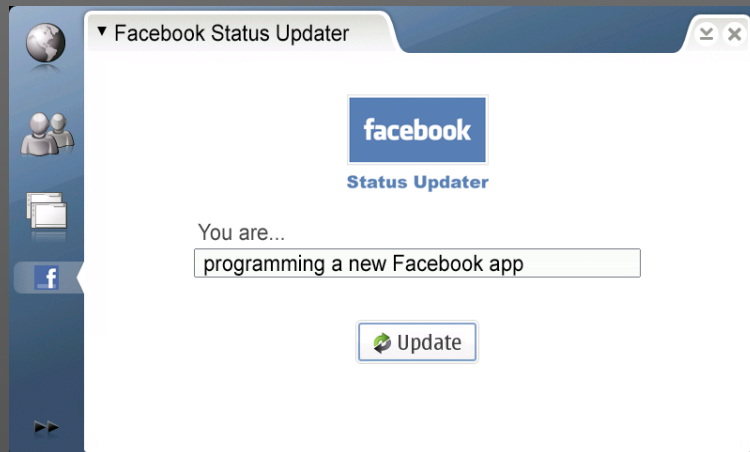 Facebook Status Updater
facebook
Status Updater
You are...
programming a new Facebook app
Update